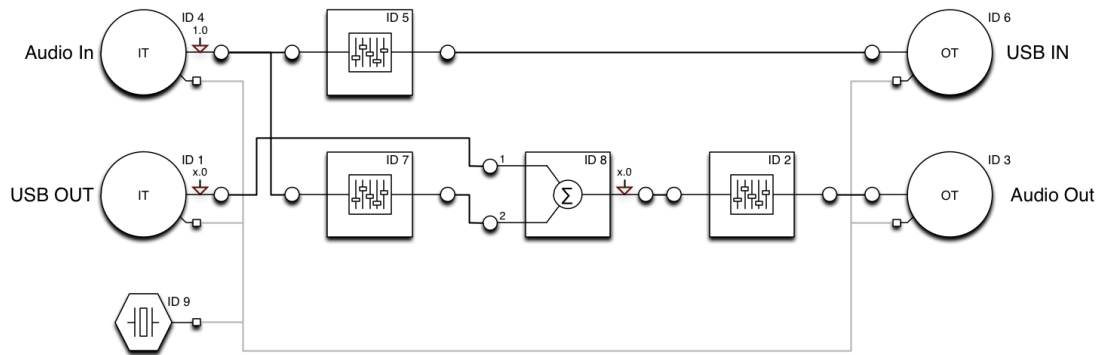 ID 4
1.0
Audio In
IT
ID 5
ID 6
OT
USB IN
ID 1
x.0
USB OUT
IT
ID 7
1
2
ID 8
Σ
x.0
ID 2
ID 3
OT
Audio Out
ID 9